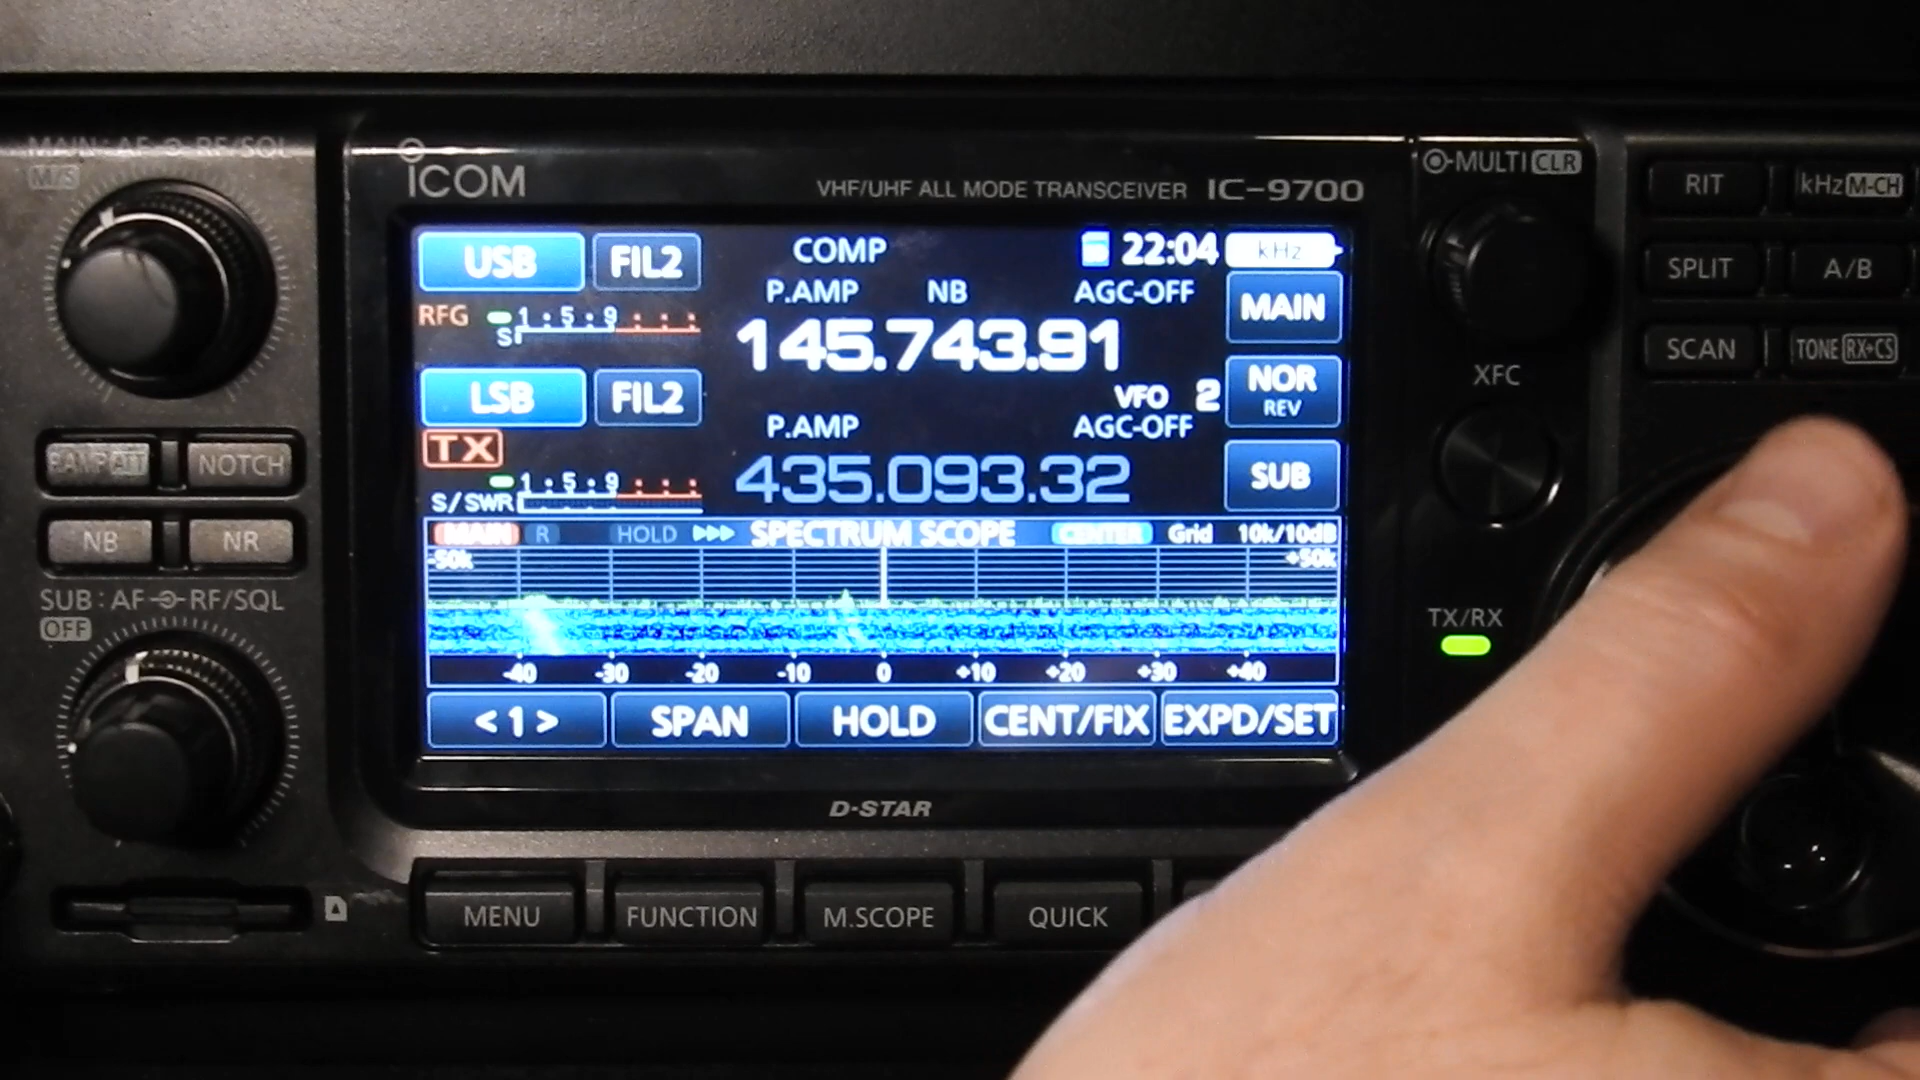 MAIN: AF RF/SQL
M/S
ICOM
VHF/UHF ALL MODE TRANSCEIVER IC-9700
MULTI CLR
RIT
kHz M-CH
SPLIT
A/B
SCAN
TONE RX→CS
XFC
TX/RX
USB
FIL2
COMP
22:04
kHz
P.AMP
NB
AGC-OFF
MAIN
RFG
1:5:9
S
145.743.91
NOR
REV
LSB
FIL2
VFO 2
P.AMP
AGC-OFF
TX
1:5:9
S/SWR
435.093.32
SUB
MAIN R HOLD SPECTRUM SCOPE CENTER Grid 10k/10dB
-50k
+50k
-40 -30 -20 -10 0 +10 +20 +30 +40
<1>
SPAN
HOLD
CENT/FIX
EXPD/SET
P.AMP ATT
NOTCH
NB
NR
SUB: AF RF/SQL
OFF
D-STAR
MENU
FUNCTION
M.SCOPE
QUICK